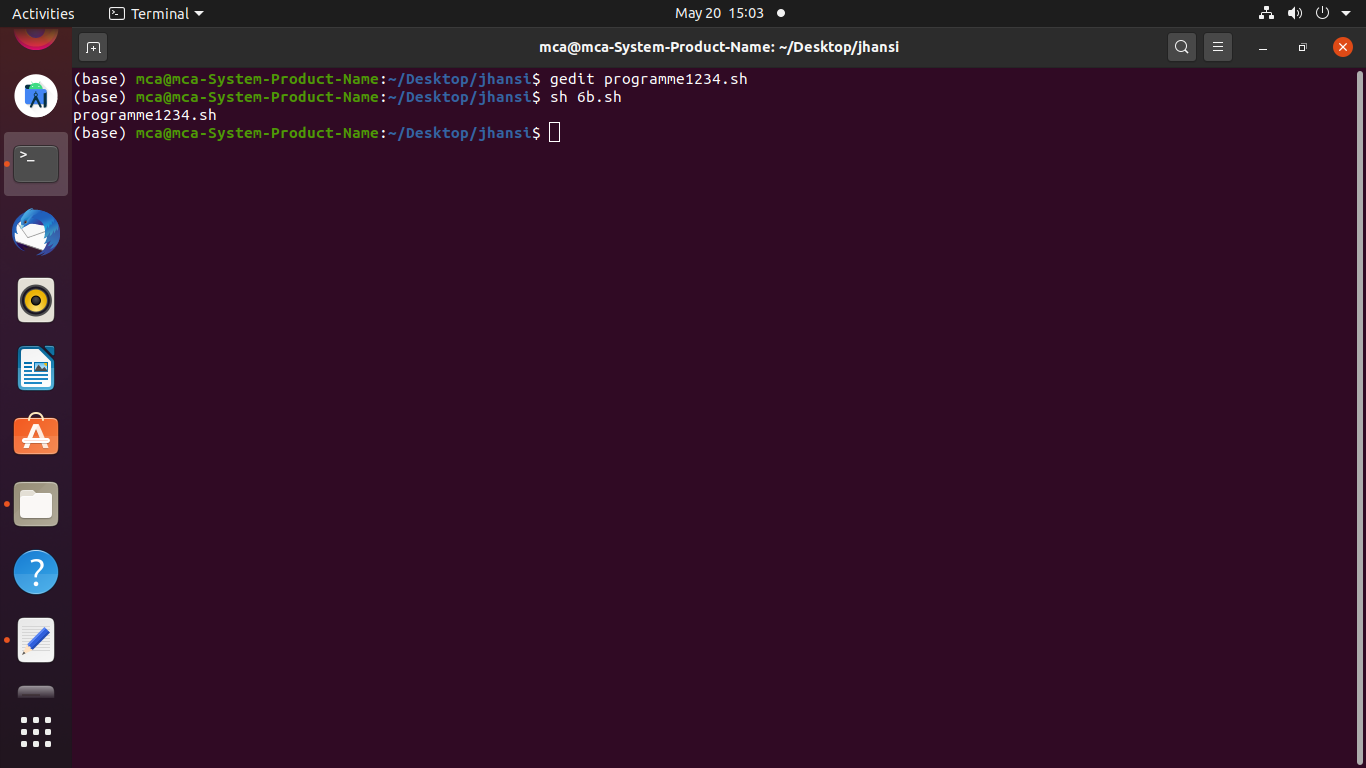 Activities
Terminal
May 20 15:03
mca@mca-System-Product-Name: ~/Desktop/jhansi
(base) mca@mca-System-Product-Name:~/Desktop/jhansi$ gedit programme1234.sh
(base) mca@mca-System-Product-Name:~/Desktop/jhansi$ sh 6b.sh
programme1234.sh
(base) mca@mca-System-Product-Name:~/Desktop/jhansi$